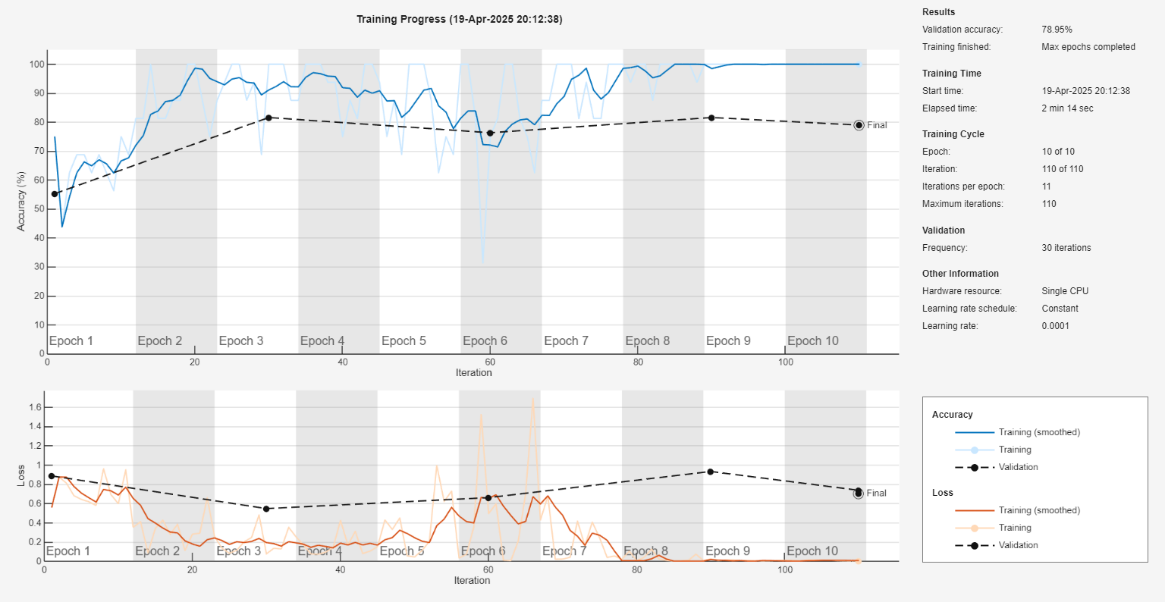 Training Progress (19-Apr-2025 20:12:38)
Accuracy (%)
100
90
80
70
60
50
40
30
20
10
0
Final
Epoch 1 Epoch 2 Epoch 3 Epoch 4 Epoch 5 Epoch 6 Epoch 7 Epoch 8 Epoch 9 Epoch 10
0 20 40 60 80 100
Iteration
Loss
1.6
1.4
1.2
1
0.8
0.6
0.4
0.2
0
Final
Epoch 1 Epoch 2 Epoch 3 Epoch 4 Epoch 5 Epoch 6 Epoch 7 Epoch 8 Epoch 9 Epoch 10
0 20 40 60 80 100
Iteration
Results
Validation accuracy: 78.95%
Training finished: Max epochs completed
Training Time
Start time: 19-Apr-2025 20:12:38
Elapsed time: 2 min 14 sec
Training Cycle
Epoch: 10 of 10
Iteration: 110 of 110
Iterations per epoch: 11
Maximum iterations: 110
Validation
Frequency: 30 iterations
Other Information
Hardware resource: Single CPU
Learning rate schedule: Constant
Learning rate: 0.0001
Accuracy
Training (smoothed)
Training
Validation
Loss
Training (smoothed)
Training
Validation